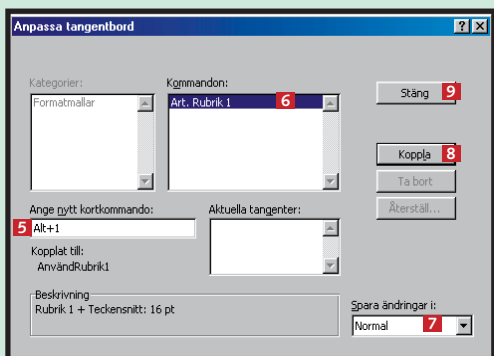 Anpassa tangentbord
Kategorier:
Kommandon:
Formatmallar
Art. Rubrik 1
6
Stäng
9
Koppla
8
Ta bort
Återställ...
Ange nytt kortkommando:
Aktuella tangenter:
5
Alt+1
Kopplat till:
AnvändRubrik1
Beskrivning
Rubrik 1 + Teckensnitt: 16 pt
Spara ändringar i:
Normal
7